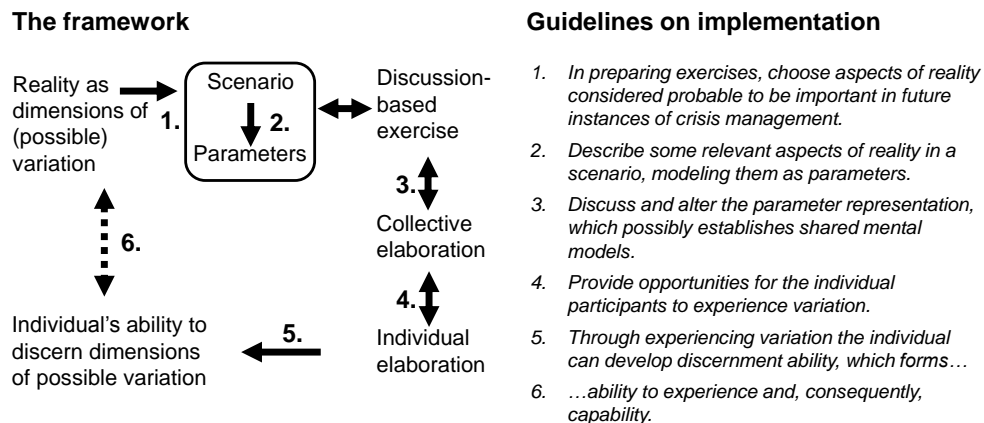 The framework
Reality as
dimensions of
(possible)
variation
1.
Scenario
2.
Parameters
Discussion-
based
exercise
3.
Collective
elaboration
4.
Individual
elaboration
5.
6.
Individual's ability to
discern dimensions
of possible variation
Guidelines on implementation
1. In preparing exercises, choose aspects of reality
considered probable to be important in future
instances of crisis management.
2. Describe some relevant aspects of reality in a
scenario, modeling them as parameters.
3. Discuss and alter the parameter representation,
which possibly establishes shared mental
models.
4. Provide opportunities for the individual
participants to experience variation.
5. Through experiencing variation the individual
can develop discernment ability, which forms…
6. …ability to experience and, consequently,
capability.